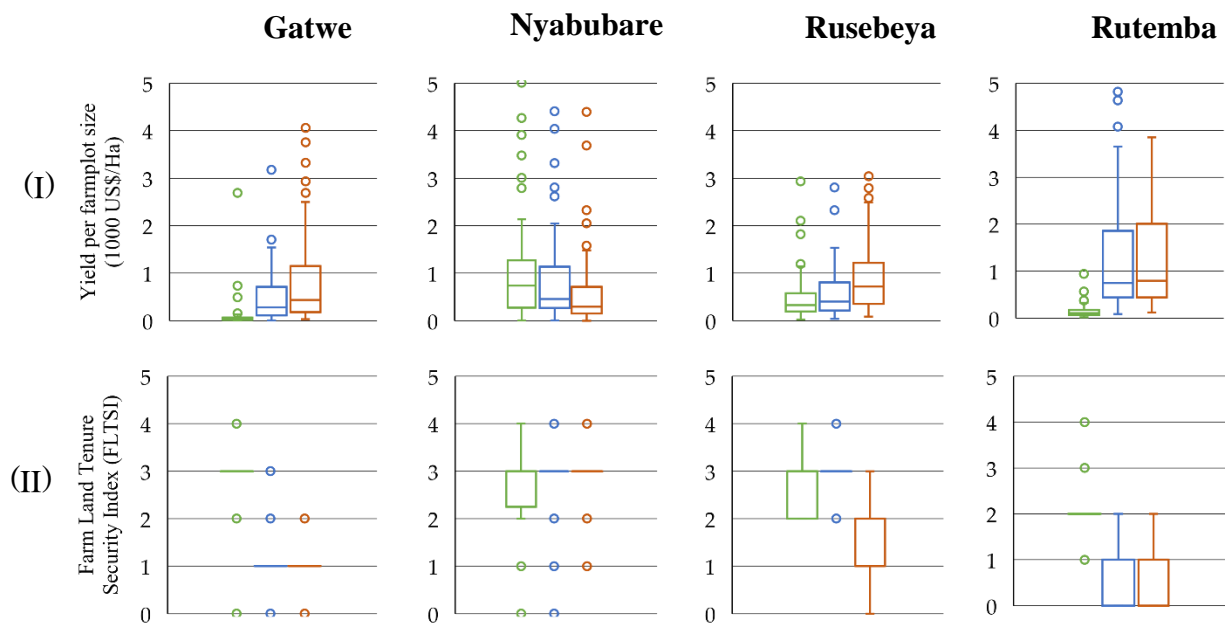 Gatwe Nyabubare Rusebeya Rutemba
(I)
Yield per farmplot size
(1000 US$/Ha)
5 5 5 5
4 4 4 4
3 3 3 3
2 2 2 2
1 1 1 1
0 0 0 0
(II)
Farm Land Tenure
Security Index (FLTSI)
5 5 5 5
4 4 4 4
3 3 3 3
2 2 2 2
1 1 1 1
0 0 0 0